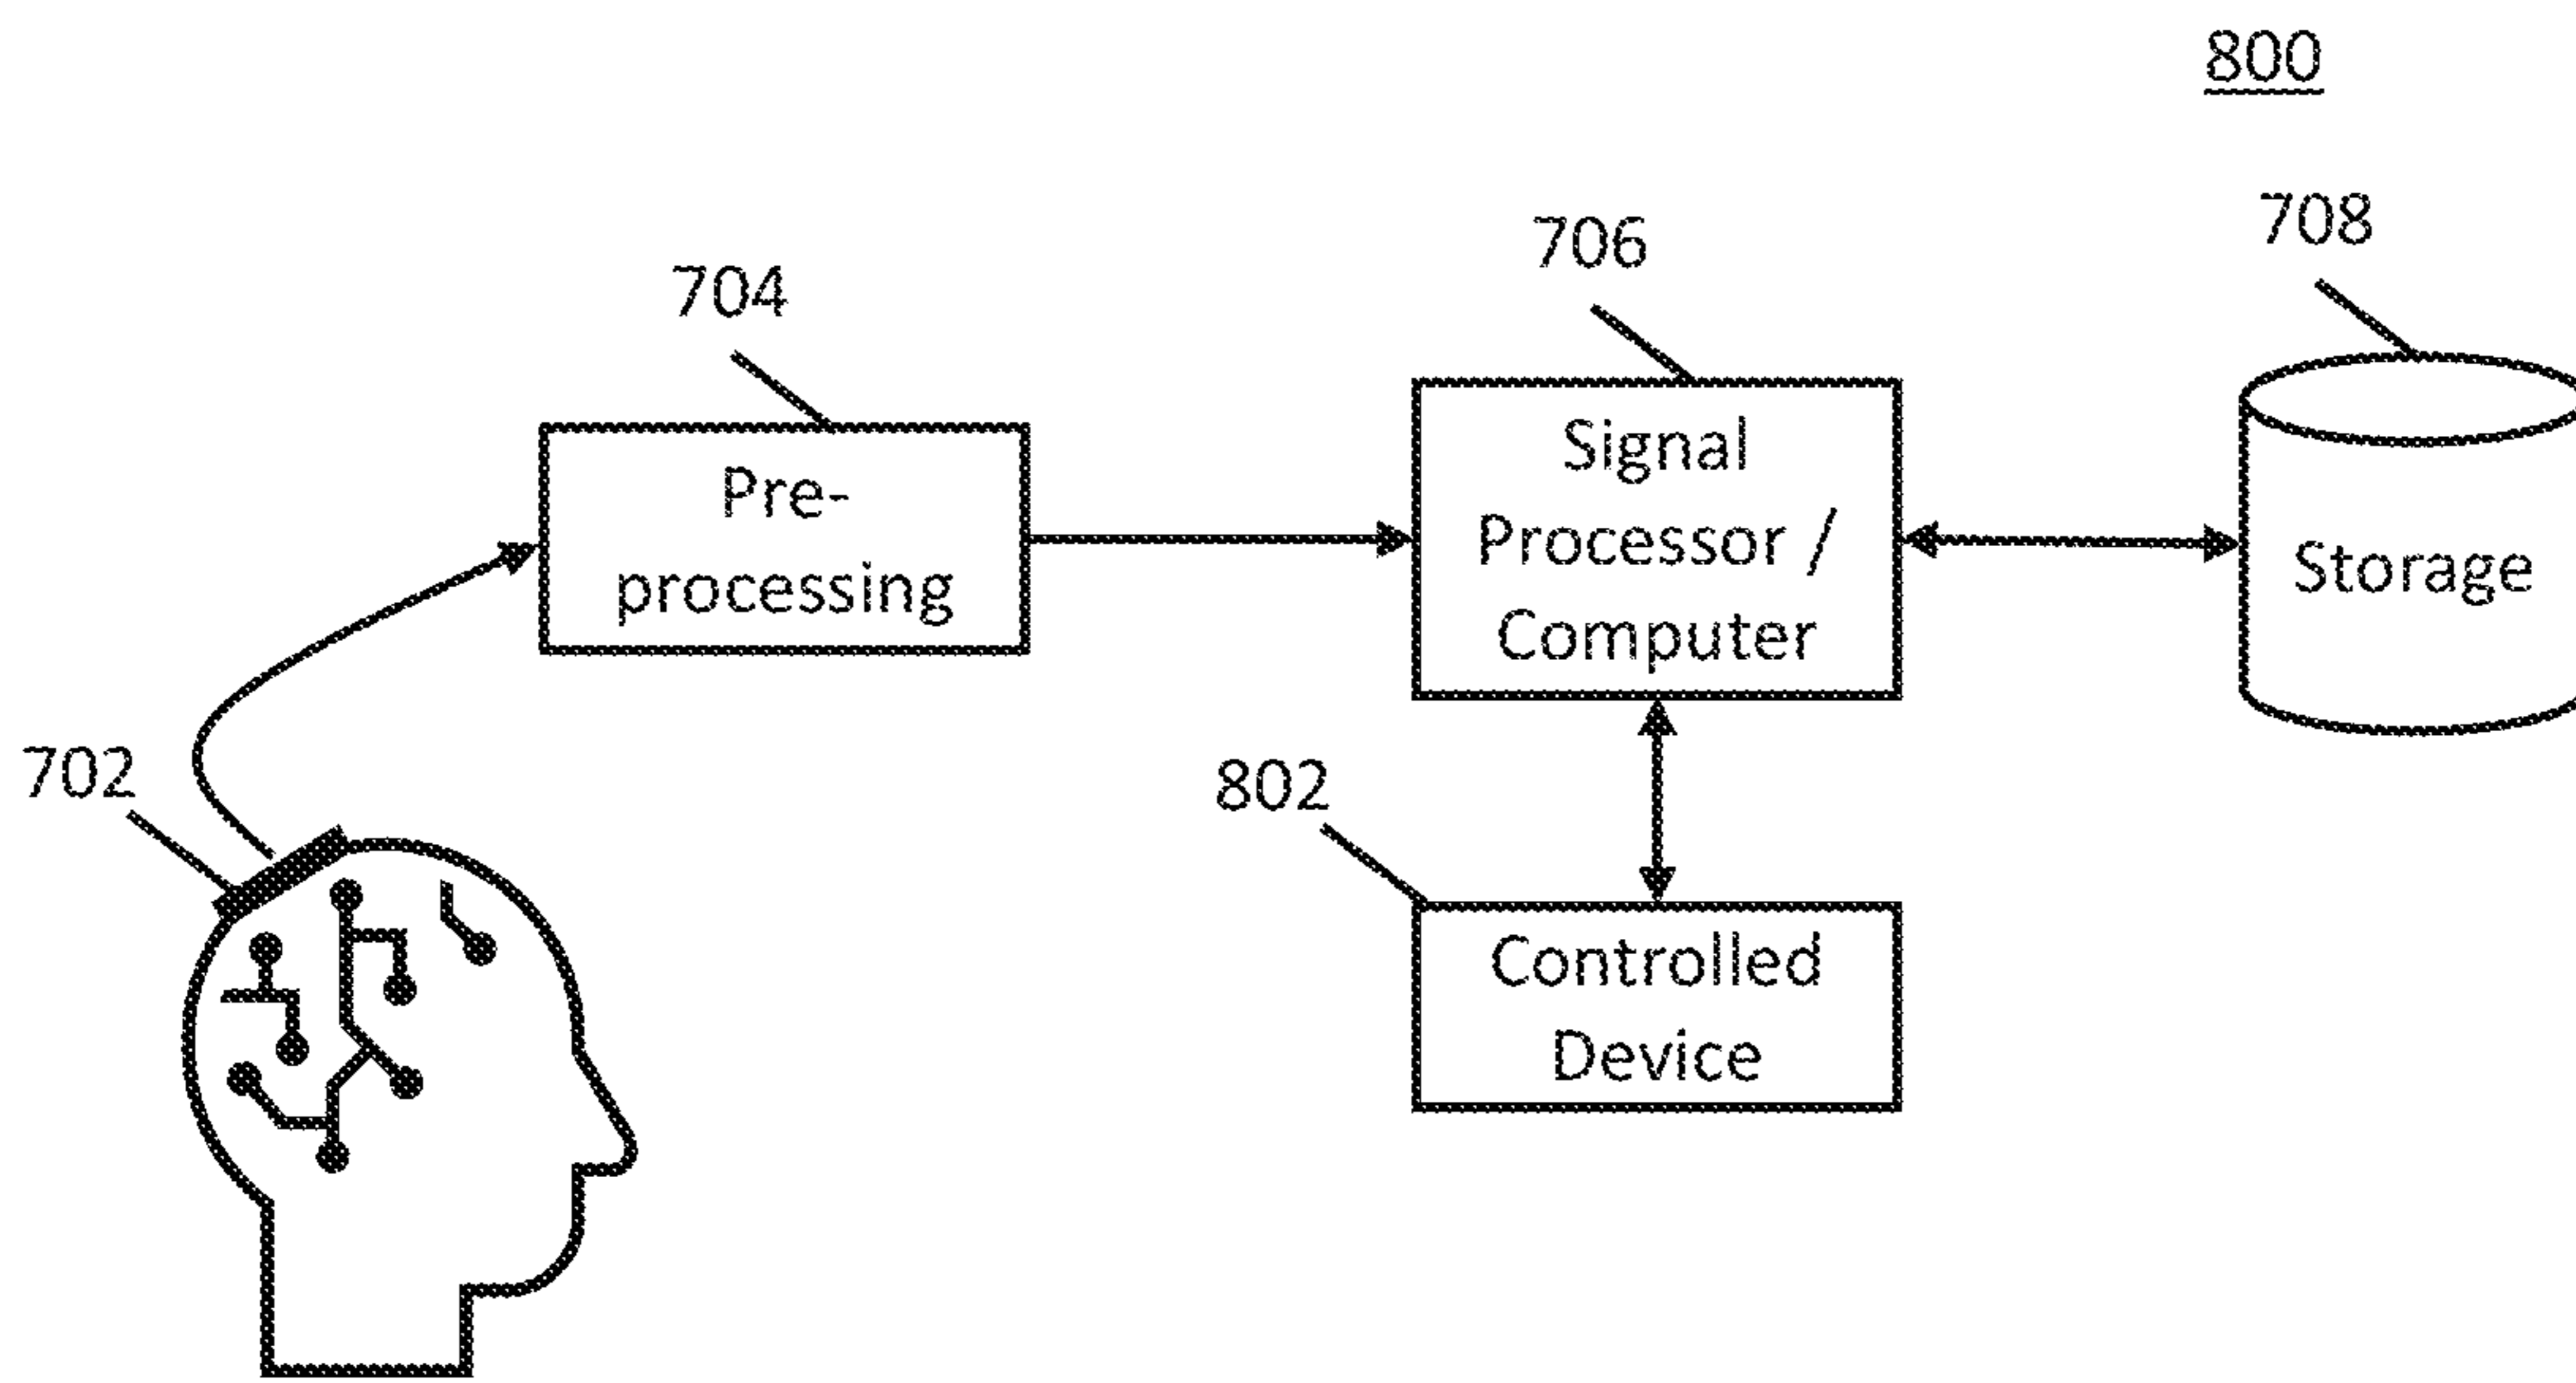 800
708
706
704
Signal
Processor /
Computer
Pre-
processing
Storage
702
802
Controlled
Device